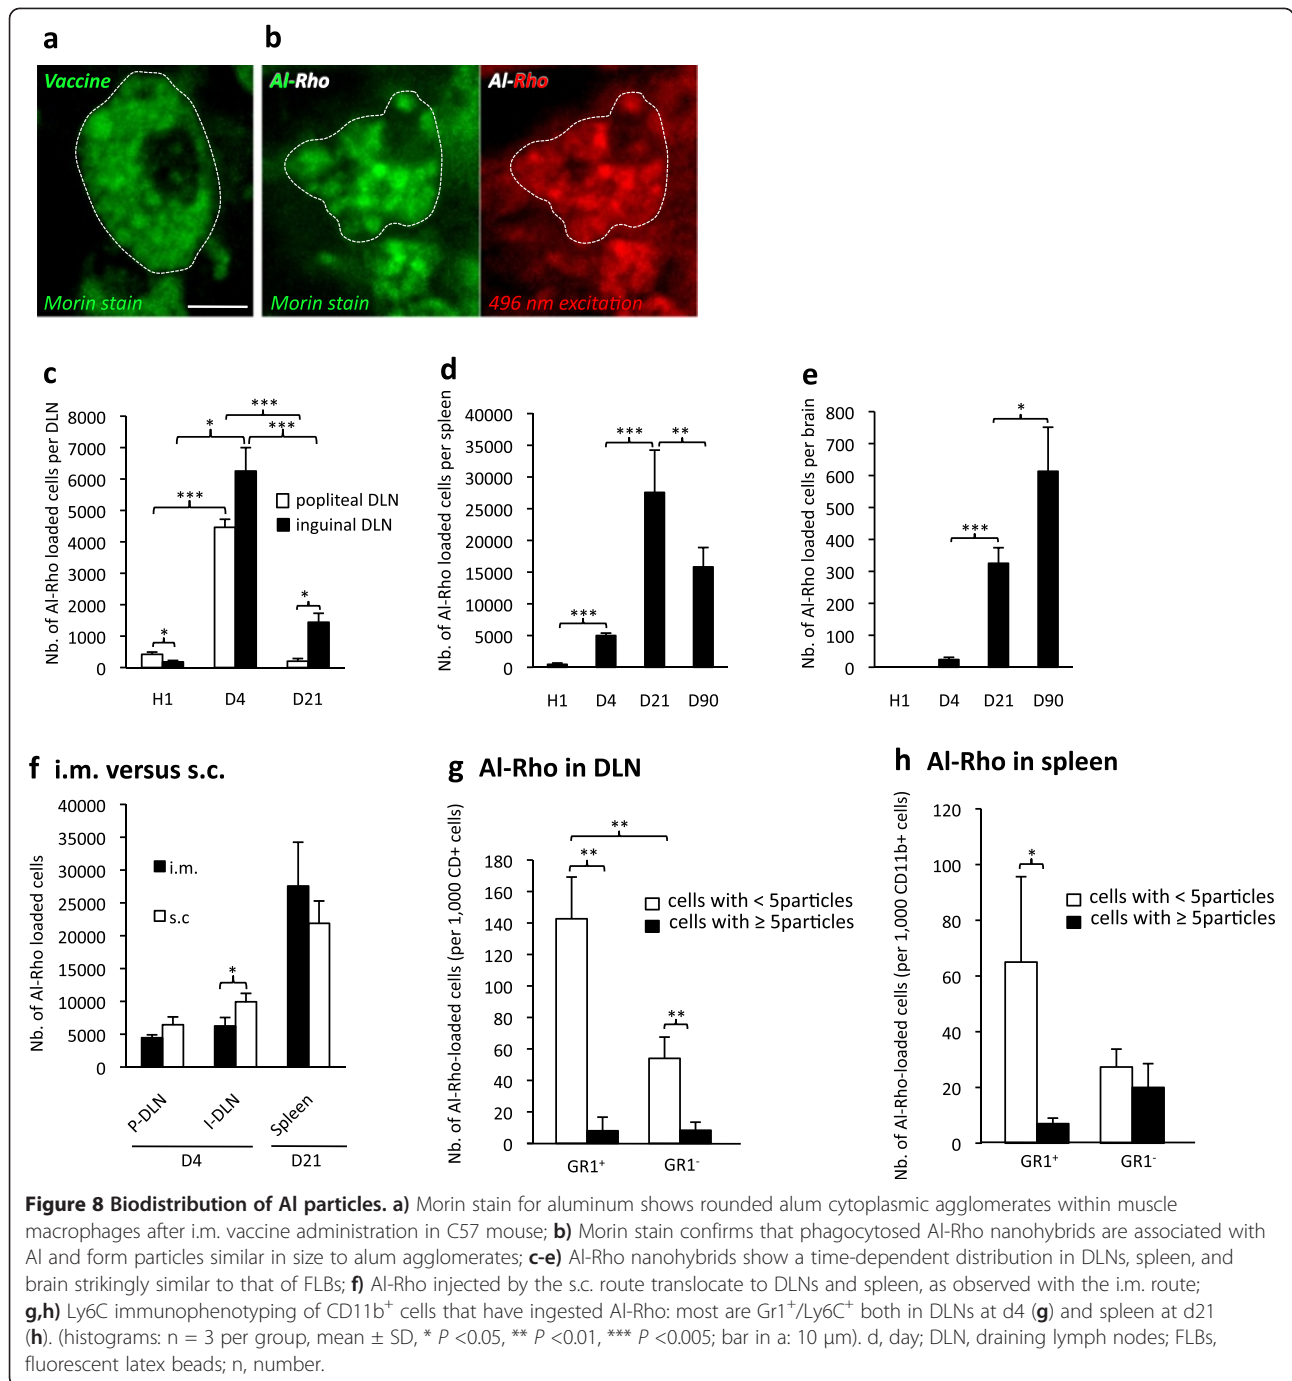 a
b
Vaccine
Al-Rho
Al-Rho
Morin stain
Morin stain
496 nm excitation
c
Nb. of Al-Rho loaded cells per DLN
8000
7000
6000
5000
4000
3000
2000
1000
0
***
*
***
***
*
*
popliteal DLN
inguinal DLN
H1
D4
D21
d
Nb. of Al-Rho loaded cells per spleen
40000
35000
30000
25000
20000
15000
10000
5000
0
***
**
***
H1
D4
D21
D90
e
Nb. of Al-Rho loaded cells per brain
800
700
600
500
400
300
200
100
0
*
***
H1
D4
D21
D90
f i.m. versus s.c.
Nb. of Al-Rho loaded cells
40000
35000
30000
25000
20000
15000
10000
5000
0
i.m.
s.c
*
P-DLN
I-DLN
Spleen
D4
D21
g Al-Rho in DLN
Nb. of Al-Rho-loaded cells (per 1,000 CD+ cells)
180
160
140
120
100
80
60
40
20
0
**
**
**
cells with < 5particles
cells with ≥ 5particles
GR1+
GR1-
h Al-Rho in spleen
Nb. of Al-Rho-loaded cells (per 1,000 CD11b+ cells)
120
100
80
60
40
20
0
*
cells with < 5particles
cells with ≥ 5particles
GR1+
GR1-
Figure 8 Biodistribution of Al particles. a) Morin stain for aluminum shows rounded alum cytoplasmic agglomerates within muscle
macrophages after i.m. vaccine administration in C57 mouse; b) Morin stain confirms that phagocytosed Al-Rho nanohybrids are associated with
Al and form particles similar in size to alum agglomerates; c-e) Al-Rho nanohybrids show a time-dependent distribution in DLNs, spleen, and
brain strikingly similar to that of FLBs; f) Al-Rho injected by the s.c. route translocate to DLNs and spleen, as observed with the i.m. route;
g,h) Ly6C immunophenotyping of CD11b+ cells that have ingested Al-Rho: most are Gr1+/Ly6C+ both in DLNs at d4 (g) and spleen at d21
(h). (histograms: n = 3 per group, mean ± SD, * P <0.05, ** P <0.01, *** P <0.005; bar in a: 10 μm). d, day; DLN, draining lymph nodes; FLBs,
fluorescent latex beads; n, number.